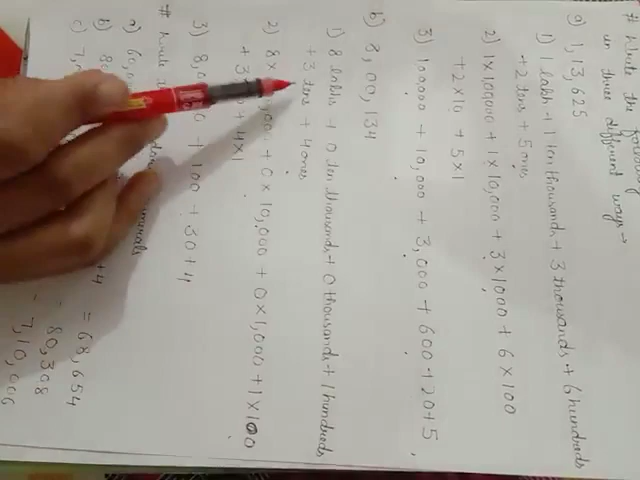 # Write the following
in three different ways →
a) 1,13,625
1) 1 lakh + 1 ten thousands + 3 thousands + 6 hundreds
+ 2 tens + 5 ones
2) 1×100000 + 1×10,000 + 3×1000 + 6×100
+ 2×10 + 5×1
3) 100000 + 10,000 + 3,000 + 600 + 20 + 5
b) 8,00,134
1) 8 lakhs + 0 ten thousands + 0 thousands + 1 hundreds
+ 3 tens + 4 ones
2) 8× + 0×10,000 + 0×1,000 + 1×100
+ 3 + 4×1
3) 8,0 + 100 + 30 + 4
# Write
a) 60, +4 = 68,654
b) 80 = 80,308
c) 7, = 7,10,006